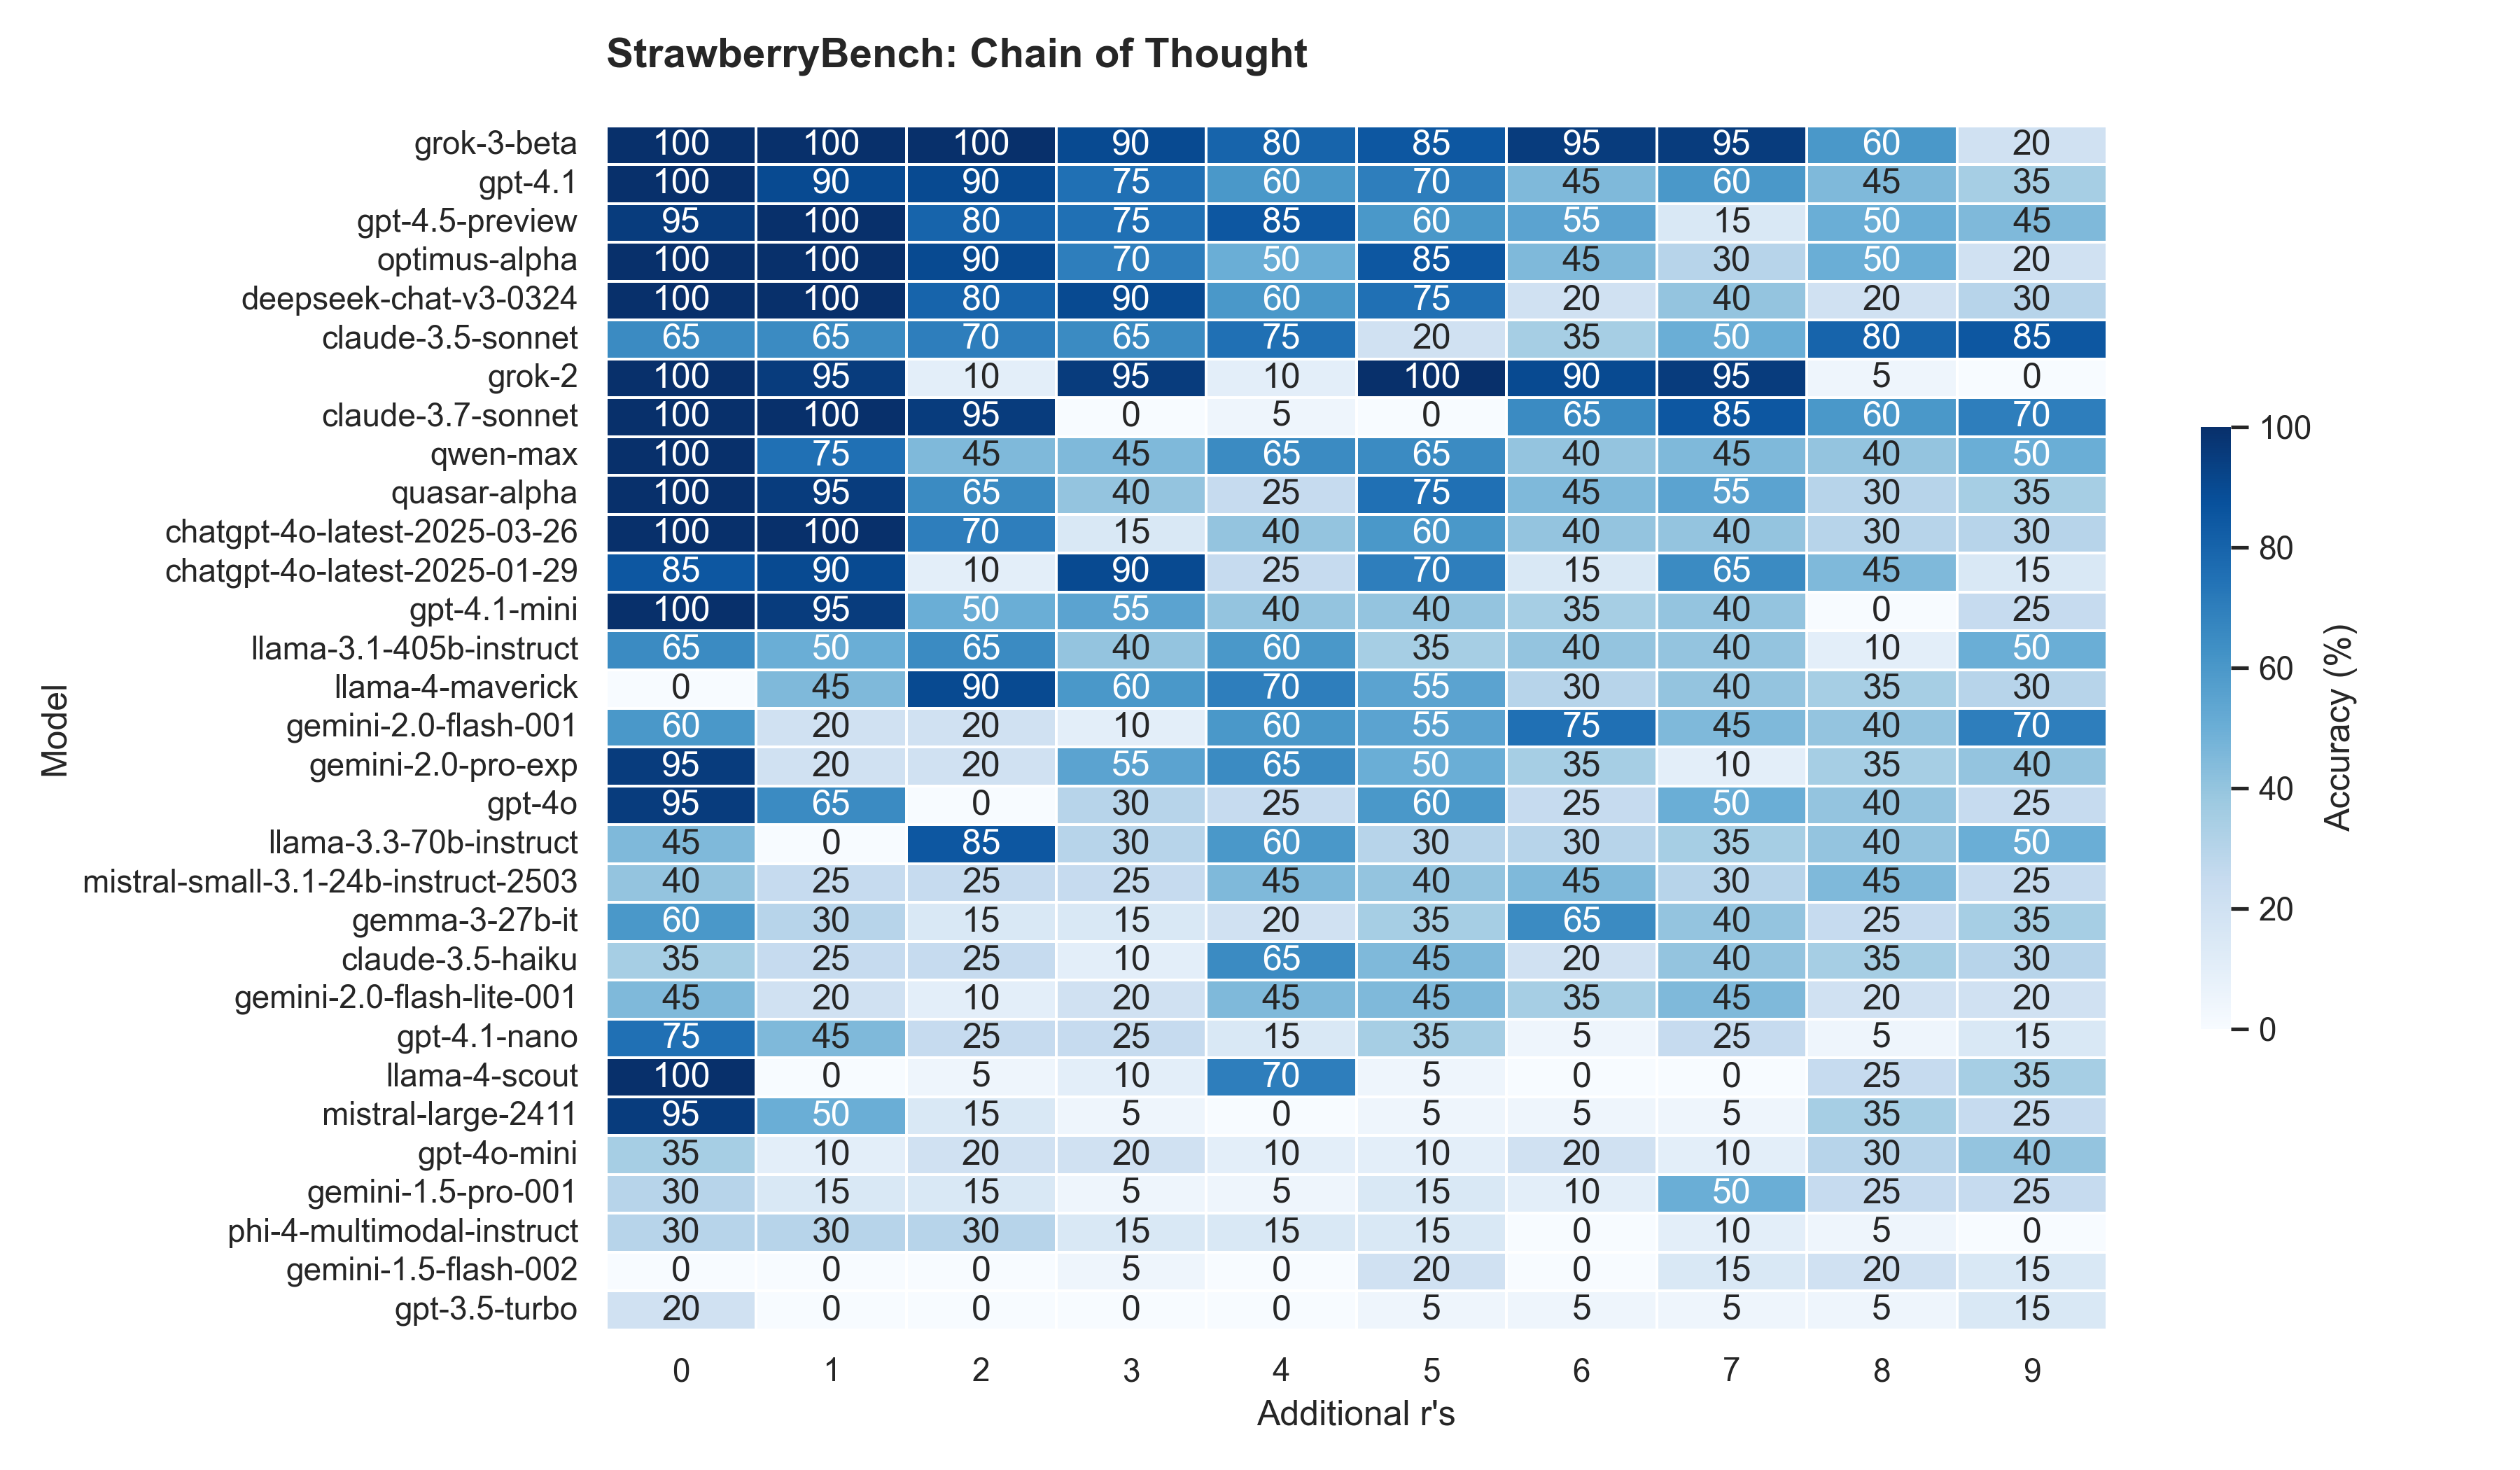 StrawberryBench: Chain of Thought
grok-3-beta 100 100 100 90 80 85 95 95 60 20
gpt-4.1 100 90 90 75 60 70 45 60 45 35
gpt-4.5-preview 95 100 80 75 85 60 55 15 50 45
optimus-alpha 100 100 90 70 50 85 45 30 50 20
deepseek-chat-v3-0324 100 100 80 90 60 75 20 40 20 30
claude-3.5-sonnet 65 65 70 65 75 20 35 50 80 85
grok-2 100 95 10 95 10 100 90 95 5 0
claude-3.7-sonnet 100 100 95 0 5 0 65 85 60 70
qwen-max 100 75 45 45 65 65 40 45 40 50
quasar-alpha 100 95 65 40 25 75 45 55 30 35
chatgpt-4o-latest-2025-03-26 100 100 70 15 40 60 40 40 30 30
chatgpt-4o-latest-2025-01-29 85 90 10 90 25 70 15 65 45 15
gpt-4.1-mini 100 95 50 55 40 40 35 40 0 25
llama-3.1-405b-instruct 65 50 65 40 60 35 40 40 10 50
llama-4-maverick 0 45 90 60 70 55 30 40 35 30
gemini-2.0-flash-001 60 20 20 10 60 55 75 45 40 70
gemini-2.0-pro-exp 95 20 20 55 65 50 35 10 35 40
gpt-4o 95 65 0 30 25 60 25 50 40 25
llama-3.3-70b-instruct 45 0 85 30 60 30 30 35 40 50
mistral-small-3.1-24b-instruct-2503 40 25 25 25 45 40 45 30 45 25
gemma-3-27b-it 60 30 15 15 20 35 65 40 25 35
claude-3.5-haiku 35 25 25 10 65 45 20 40 35 30
gemini-2.0-flash-lite-001 45 20 10 20 45 45 35 45 20 20
gpt-4.1-nano 75 45 25 25 15 35 5 25 5 15
llama-4-scout 100 0 5 10 70 5 0 0 25 35
mistral-large-2411 95 50 15 5 0 5 5 5 35 25
gpt-4o-mini 35 10 20 20 10 10 20 10 30 40
gemini-1.5-pro-001 30 15 15 5 5 15 10 50 25 25
phi-4-multimodal-instruct 30 30 30 15 15 15 0 10 5 0
gemini-1.5-flash-002 0 0 0 5 0 20 0 15 20 15
gpt-3.5-turbo 20 0 0 0 0 5 5 5 5 15
0 1 2 3 4 5 6 7 8 9
Additional r's
Model
100
80
60
40
20
0
Accuracy (%)